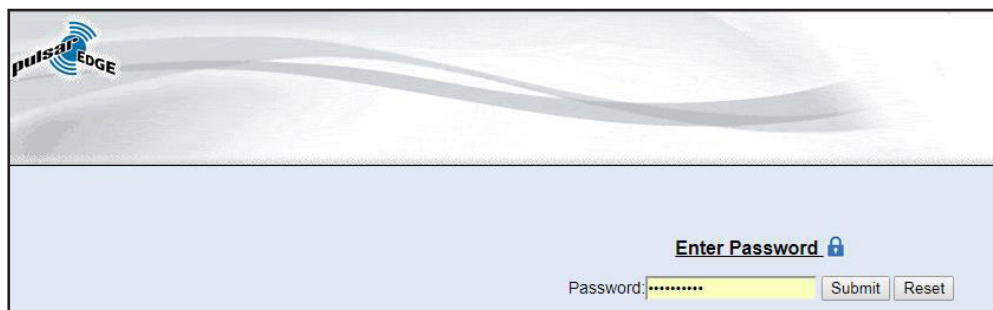 pulsar
EDGE
Enter Password
Password: •••••••••• Submit Reset